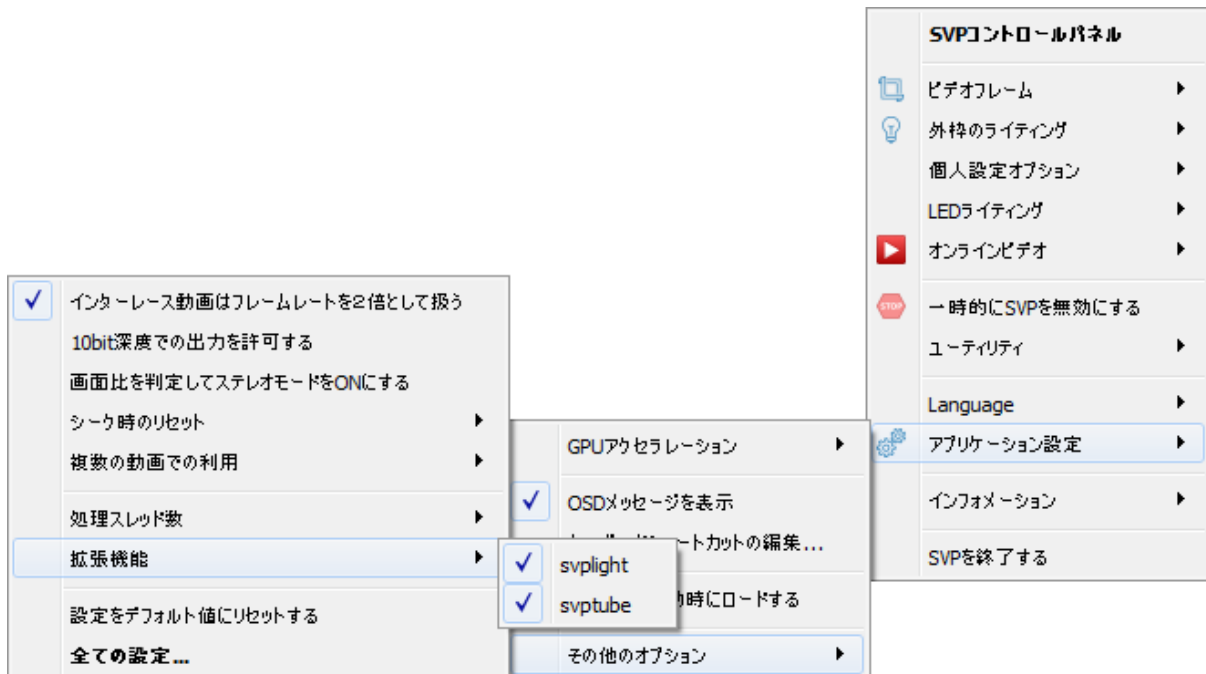 SVPコントロールパネル
ビデオフレーム
外枠のライティング
個人設定オプション
LEDライティング
オンラインビデオ
STOP
一時的にSVPを無効にする
ユーティリティ
Language
アプリケーション設定
インフォメーション
SVPを終了する
GPUアクセラレーション
OSDメッセージを表示
ートカットの編集...
時にロードする
その他のオプション
インターレース動画はフレームレートを2倍として扱う
10bit深度での出力を許可する
画面比を判定してステレオモードをONにする
シーク時のリセット
複数の動画での利用
処理スレッド数
拡張機能
設定をデフォルト値にリセットする
全ての設定...
svplight
svptube